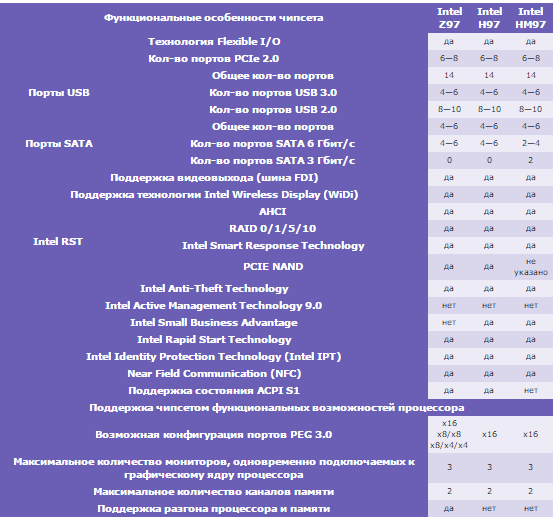 Функциональные особенности чипсета Intel Z97 Intel H97 Intel HM97
Технология Flexible I/O да да да
Кол-во портов PCIe 2.0 6—8 6—8 6—8
Порты USB
Общее кол-во портов 14 14 14
Кол-во портов USB 3.0 4—6 4—6 4—6
Кол-во портов USB 2.0 8—10 8—10 8—10
Порты SATA
Общее кол-во портов 4—6 4—6 4—6
Кол-во портов SATA 6 Гбит/с 4—6 4—6 2—4
Кол-во портов SATA 3 Гбит/с 0 0 2
Поддержка видеовыхода (шина FDI) да да да
Поддержка технологии Intel Wireless Display (WiDi) да да да
Intel RST
AHCI да да да
RAID 0/1/5/10 да да да
Intel Smart Response Technology да да да
PCIE NAND да да не указано
Intel Anti-Theft Technology да да да
Intel Active Management Technology 9.0 нет нет нет
Intel Small Business Advantage нет да да
Intel Rapid Start Technology да да да
Intel Identity Protection Technology (Intel IPT) да да да
Near Field Communication (NFC) да да да
Поддержка состояния ACPI S1 да да нет
Поддержка чипсетом функциональных возможностей процессора
Возможная конфигурация портов PEG 3.0 x16 x8/x8 x8/x4/x4 x16 x16
Максимальное количество мониторов, одновременно подключаемых к
графическому ядру процессора 3 3 3
Максимальное количество каналов памяти 2 2 2
Поддержка разгона процессора и памяти да нет нет